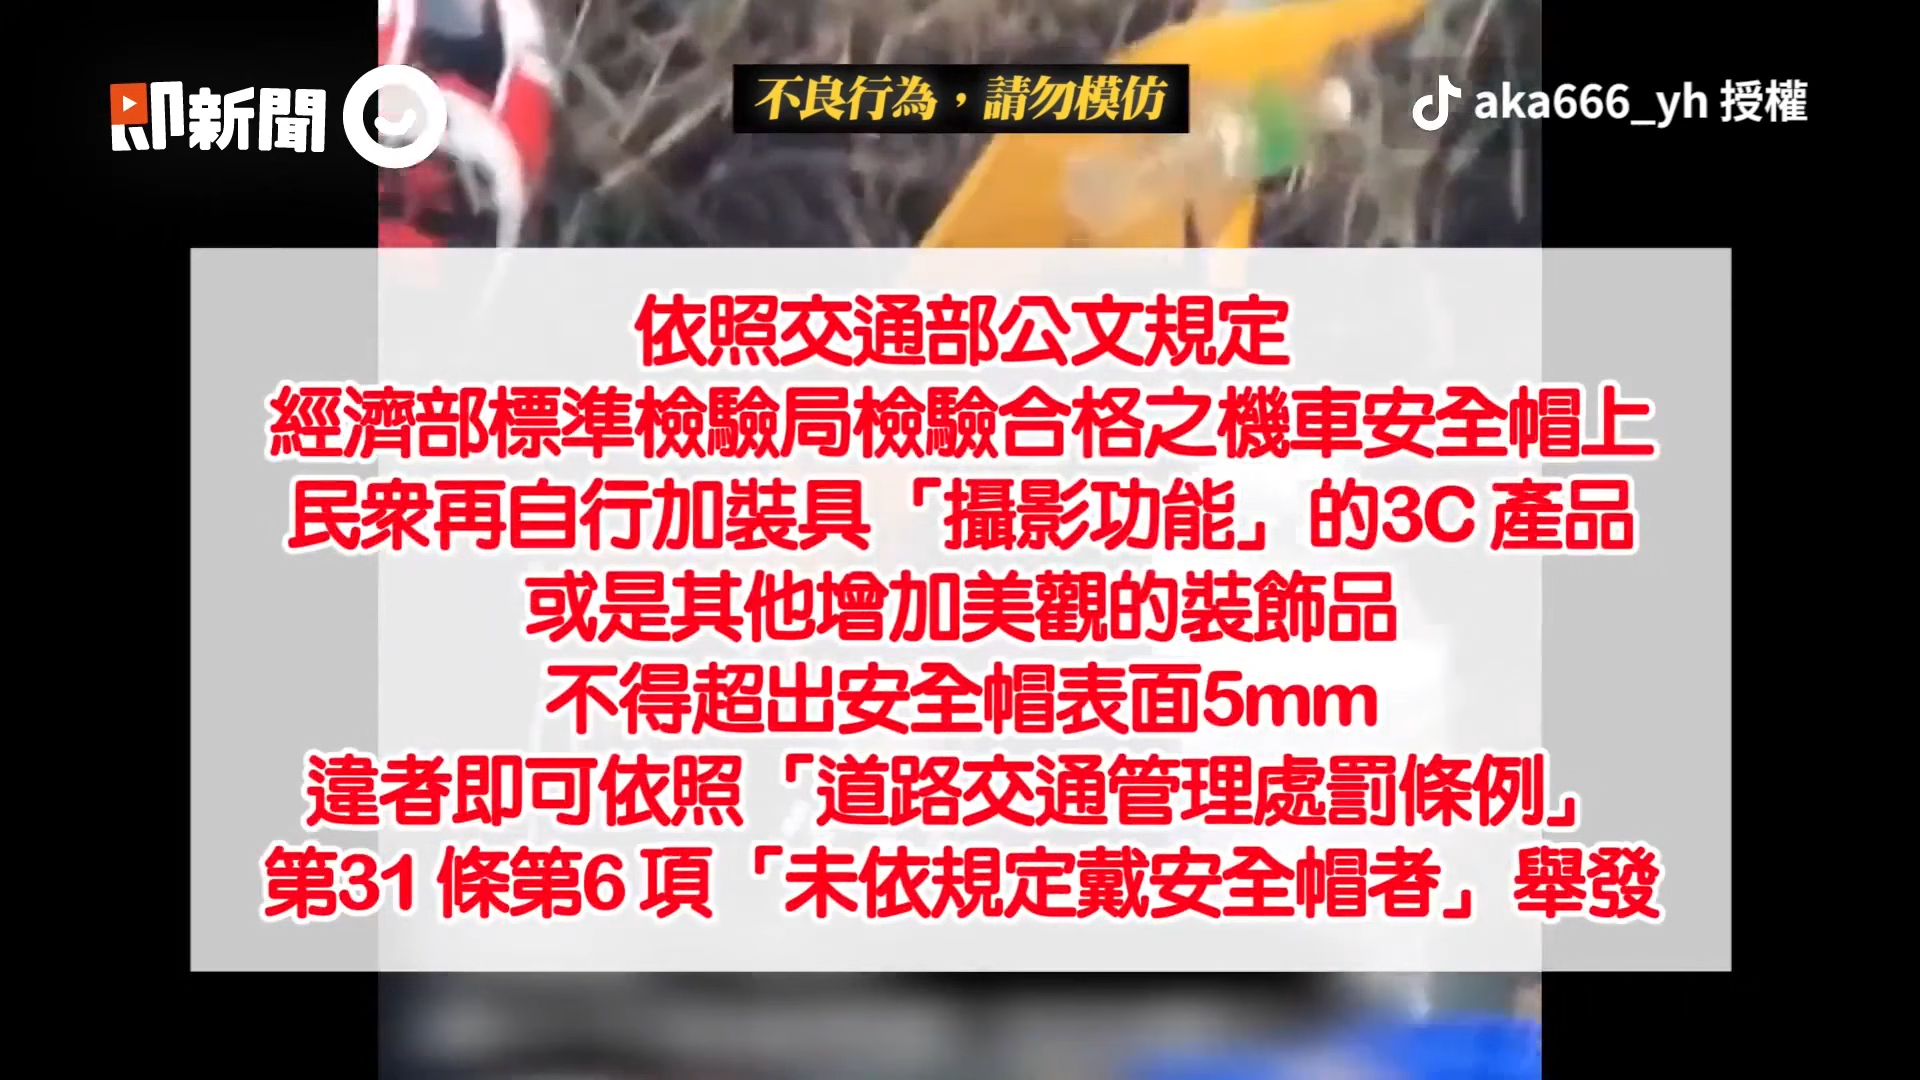 即新聞
不良行為，請勿模仿
aka666_yh 授權
依照交通部公文規定
經濟部標準檢驗局檢驗合格之機車安全帽上
民眾再自行加裝具「攝影功能」的3C產品
或是其他增加美觀的裝飾品
不得超出安全帽表面5mm
違者即可依照「道路交通管理處罰條例」
第31條第6項「未依規定戴安全帽者」舉發